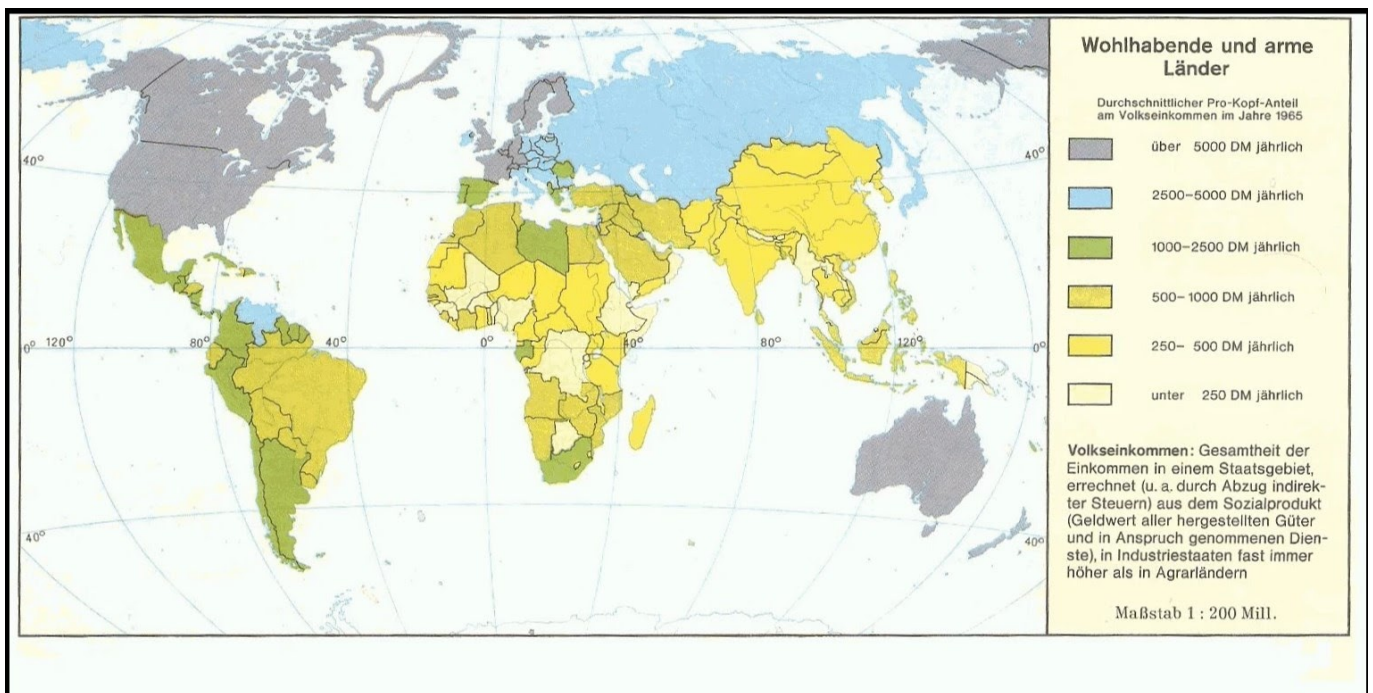 Wohlhabende und arme
Länder
Durchschnittlicher Pro-Kopf-Anteil
am Volkseinkommen im Jahre 1965
über 5000 DM jährlich
2500–5000 DM jährlich
1000–2500 DM jährlich
500–1000 DM jährlich
250– 500 DM jährlich
unter 250 DM jährlich
Volkseinkommen: Gesamtheit der
Einkommen in einem Staatsgebiet,
errechnet (u. a. durch Abzug indirek-
ter Steuern) aus dem Sozialprodukt
(Geldwert aller hergestellten Güter
und in Anspruch genommenen Dien-
ste), in Industriestaaten fast immer
höher als in Agrarländern
Maßstab 1 : 200 Mill.
40° 40°
0° 120° 80° 40° 0° 40° 80° 120° 0°
40° 40°